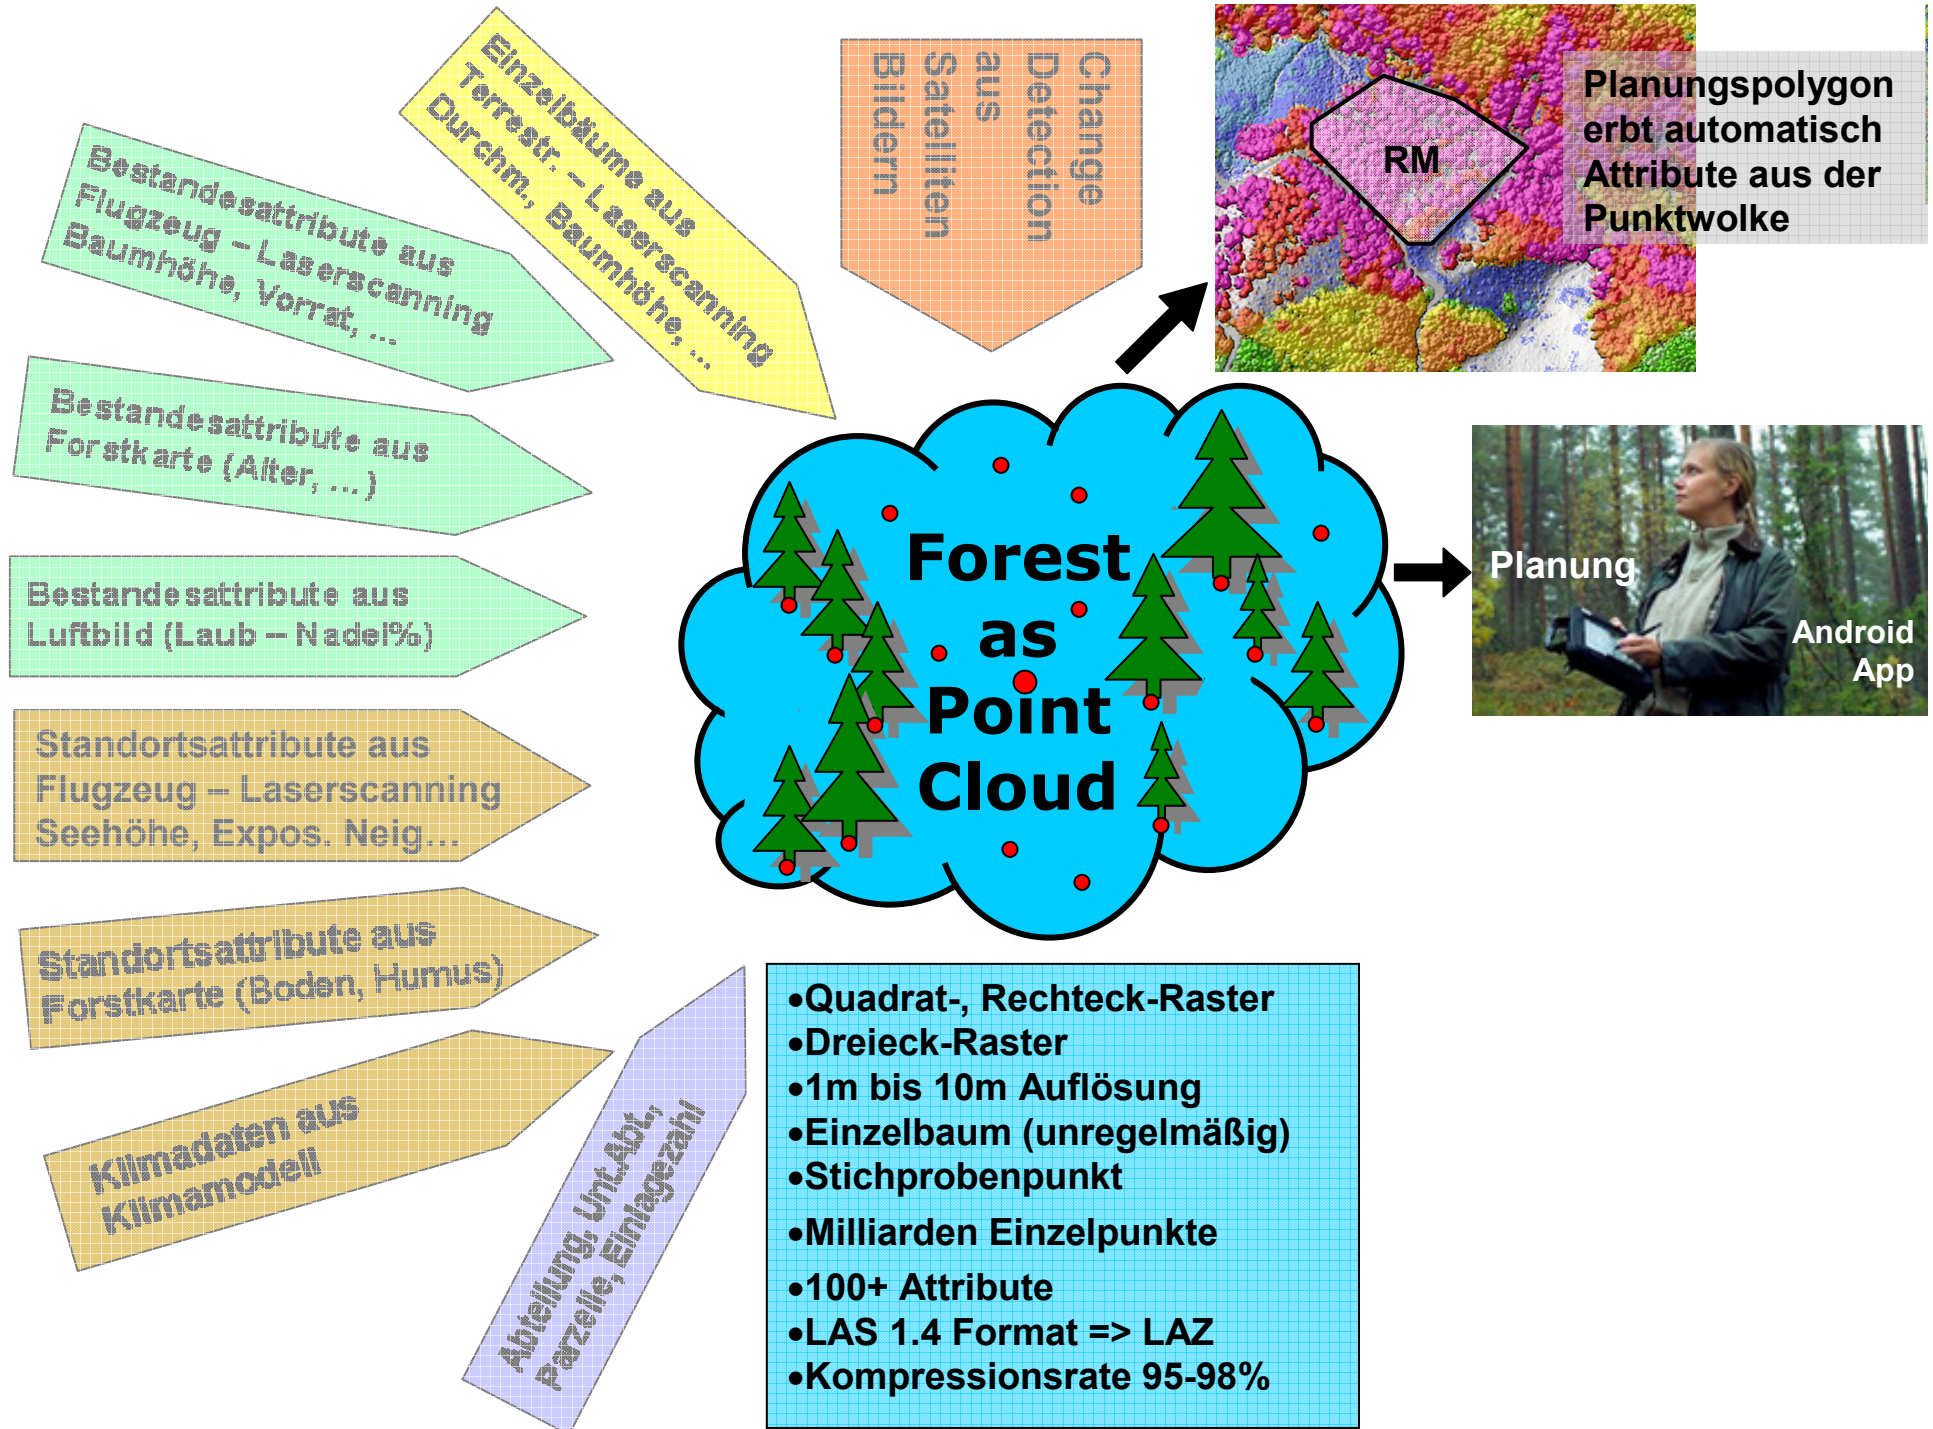 Einzelbäume aus
Terrestr. – Laserscanning
Durchm., Baumhöhe, ...
Change
Detection
aus
Satelliten
Bildern
RM
Planungspolygon
erbt automatisch
Attribute aus der
Punktwolke
Bestandesattribute aus
Flugzeug – Laserscanning
Baumhöhe, Vorrat, ...
Bestandesattribute aus
Forstkarte (Alter, ...)
Bestandesattribute aus
Luftbild (Laub – Nadel%)
Standortsattribute aus
Flugzeug – Laserscanning
Seehöhe, Expos. Neig...
Standortsattribute aus
Forstkarte (Boden, Humus)
Klimadaten aus
Klimamodell
Abteilung, Unt.Abt.,
Parzelle, Einlagezahl
Forest
as
Point
Cloud
Planung
Android
App
•Quadrat-, Rechteck-Raster
•Dreieck-Raster
•1m bis 10m Auflösung
•Einzelbaum (unregelmäßig)
•Stichprobenpunkt
•Milliarden Einzelpunkte
•100+ Attribute
•LAS 1.4 Format => LAZ
•Kompressionsrate 95-98%